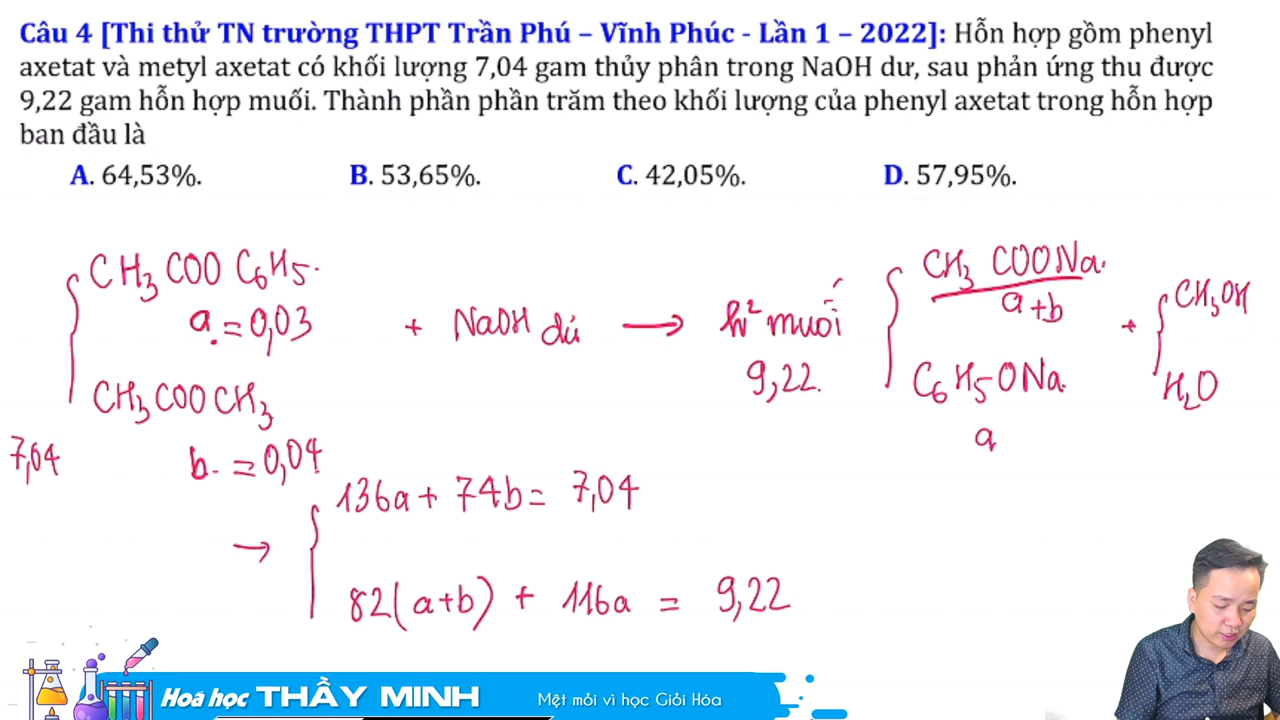 Câu 4 [Thi thử TN trường THPT Trần Phú – Vĩnh Phúc - Lần 1 – 2022]: Hỗn hợp gồm phenyl
axetat và metyl axetat có khối lượng 7,04 gam thủy phân trong NaOH dư, sau phản ứng thu được
9,22 gam hỗn hợp muối. Thành phần phần trăm theo khối lượng của phenyl axetat trong hỗn hợp
ban đầu là
A. 64,53%. B. 53,65%. C. 42,05%. D. 57,95%.
CH3COOC6H5.
a = 0,03
CH3COOCH3
7,04
b = 0,04
+ NaOH đủ → h² muối
9,22.
CH3COONa.
a+b
C6H5ONa
a
+ CH3OH
H2O
→ 136a + 74b = 7,04
82(a+b) + 116a = 9,22
Hoá học THẦY MINH
Mệt mỏi vì học Giỏi Hóa